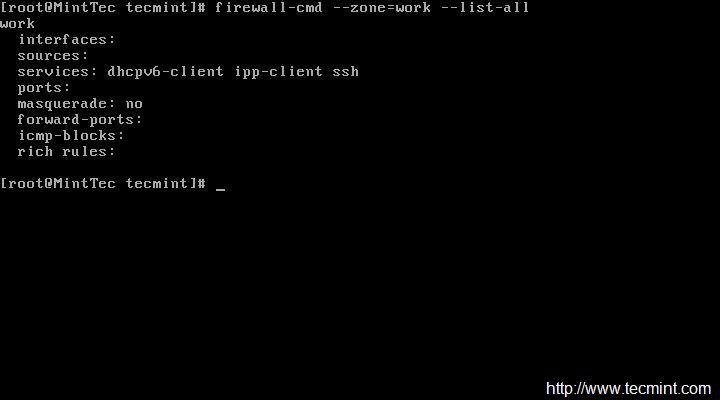 [root@MintTec tecmint]# firewall-cmd --zone=work --list-all
work
  interfaces:
  sources:
  services: dhcpv6-client ipp-client ssh
  ports:
  masquerade: no
  forward-ports:
  icmp-blocks:
  rich rules:

[root@MintTec tecmint]# _
http://www.tecmint.com